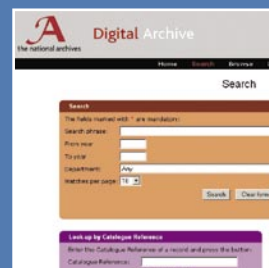 A
the national archives
Digital Archive
Home Search Browse
Search
Search
The fields marked with * are mandatory:
Search phrase:
From year
To year
Department: Any
Matches per page: 10
Search Clear form
Look up by Catalogue Reference
Enter the Catalogue Reference of a record and press the button:
Catalogue Reference: